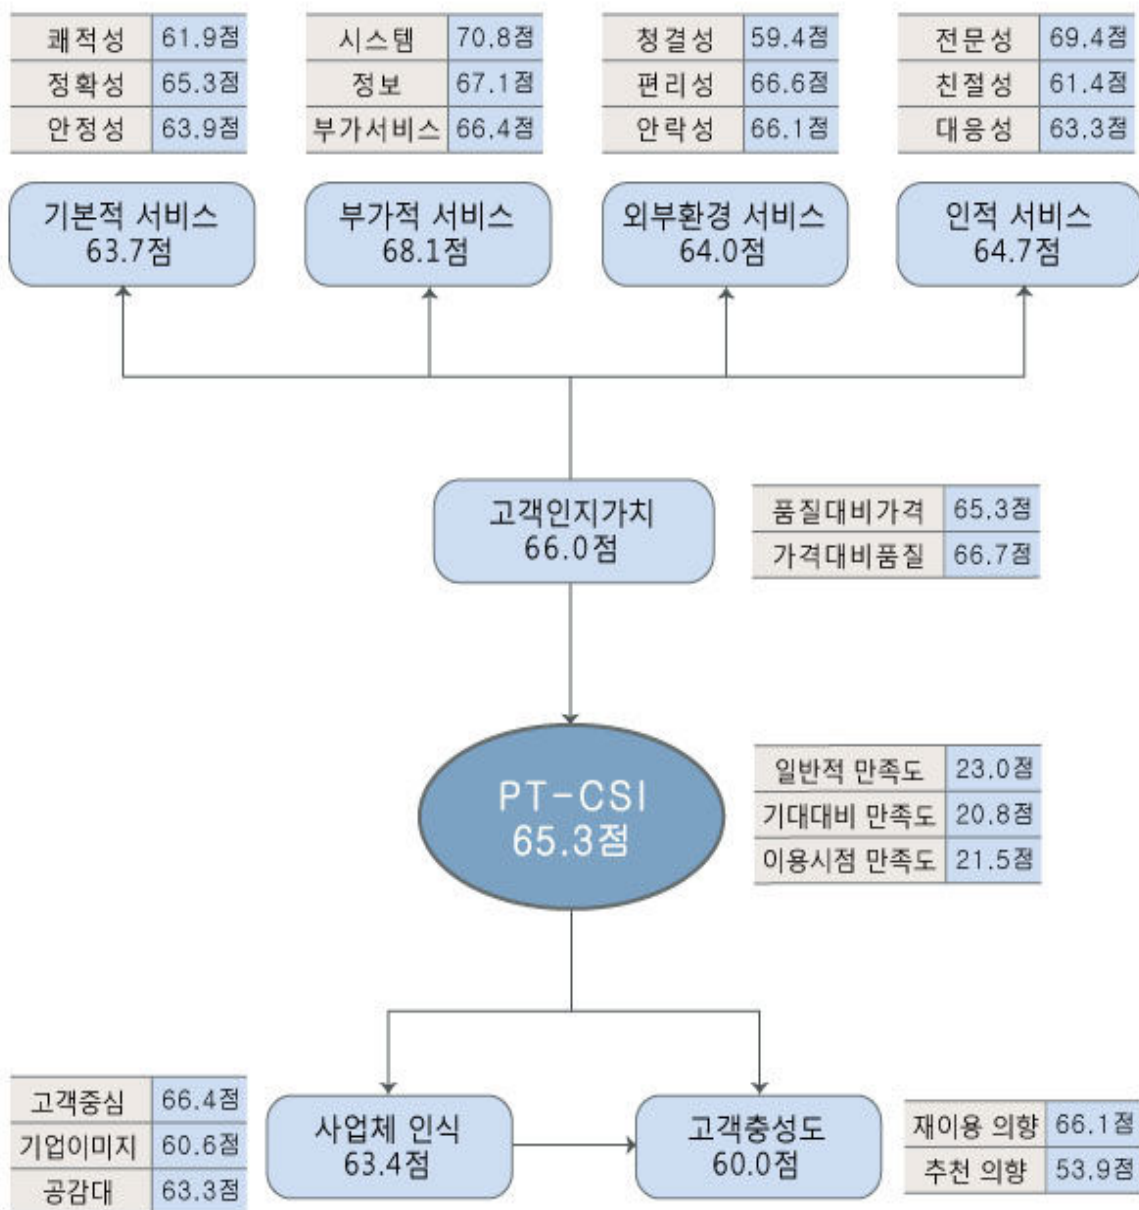 쾌적성 61.9점
정확성 65.3점
안정성 63.9점
시스템 70.8점
정보 67.1점
부가서비스 66.4점
청결성 59.4점
편리성 66.6점
안락성 66.1점
전문성 69.4점
친절성 61.4점
대응성 63.3점
기본적 서비스
63.7점
부가적 서비스
68.1점
외부환경 서비스
64.0점
인적 서비스
64.7점
고객인지가치
66.0점
품질대비가격 65.3점
가격대비품질 66.7점
PT-CSI
65.3점
일반적 만족도 23.0점
기대대비 만족도 20.8점
이용시점 만족도 21.5점
고객중심 66.4점
기업이미지 60.6점
공감대 63.3점
사업체 인식
63.4점
고객충성도
60.0점
재이용 의향 66.1점
추천 의향 53.9점